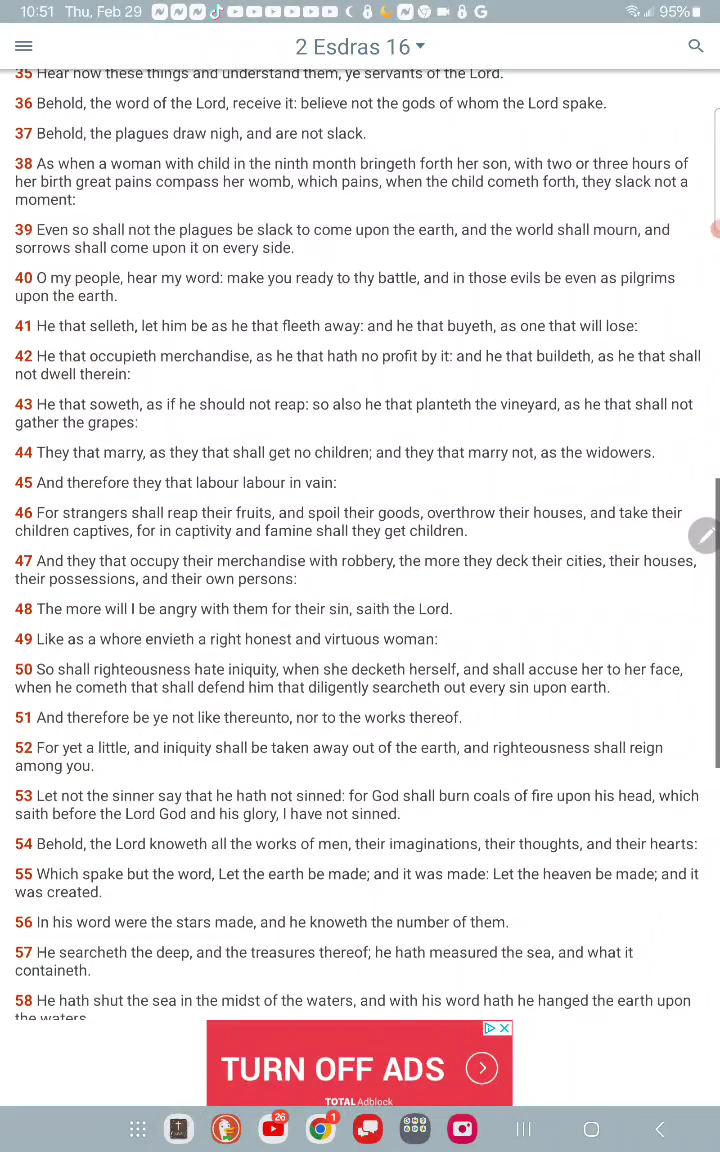 10:51 Thu, Feb 29
95%
2 Esdras 16
35 Hear now these things and understand them, ye servants of the Lord.
36 Behold, the word of the Lord, receive it: believe not the gods of whom the Lord spake.
37 Behold, the plagues draw nigh, and are not slack.
38 As when a woman with child in the ninth month bringeth forth her son, with two or three hours of
her birth great pains compass her womb, which pains, when the child cometh forth, they slack not a
moment:
39 Even so shall not the plagues be slack to come upon the earth, and the world shall mourn, and
sorrows shall come upon it on every side.
40 O my people, hear my word: make you ready to thy battle, and in those evils be even as pilgrims
upon the earth.
41 He that selleth, let him be as he that fleeth away: and he that buyeth, as one that will lose:
42 He that occupieth merchandise, as he that hath no profit by it: and he that buildeth, as he that shall
not dwell therein:
43 He that soweth, as if he should not reap: so also he that planteth the vineyard, as he that shall not
gather the grapes:
44 They that marry, as they that shall get no children; and they that marry not, as the widowers.
45 And therefore they that labour labour in vain:
46 For strangers shall reap their fruits, and spoil their goods, overthrow their houses, and take their
children captives, for in captivity and famine shall they get children.
47 And they that occupy their merchandise with robbery, the more they deck their cities, their houses,
their possessions, and their own persons:
48 The more will I be angry with them for their sin, saith the Lord.
49 Like as a whore envieth a right honest and virtuous woman:
50 So shall righteousness hate iniquity, when she decketh herself, and shall accuse her to her face,
when he cometh that shall defend him that diligently searcheth out every sin upon earth.
51 And therefore be ye not like thereunto, nor to the works thereof.
52 For yet a little, and iniquity shall be taken away out of the earth, and righteousness shall reign
among you.
53 Let not the sinner say that he hath not sinned: for God shall burn coals of fire upon his head, which
saith before the Lord God and his glory, I have not sinned.
54 Behold, the Lord knoweth all the works of men, their imaginations, their thoughts, and their hearts:
55 Which spake but the word, Let the earth be made; and it was made: Let the heaven be made; and it
was created.
56 In his word were the stars made, and he knoweth the number of them.
57 He searcheth the deep, and the treasures thereof; he hath measured the sea, and what it
containeth.
58 He hath shut the sea in the midst of the waters, and with his word hath he hanged the earth upon
the waters
TURN OFF ADS
TOTAL Adblock
26
1